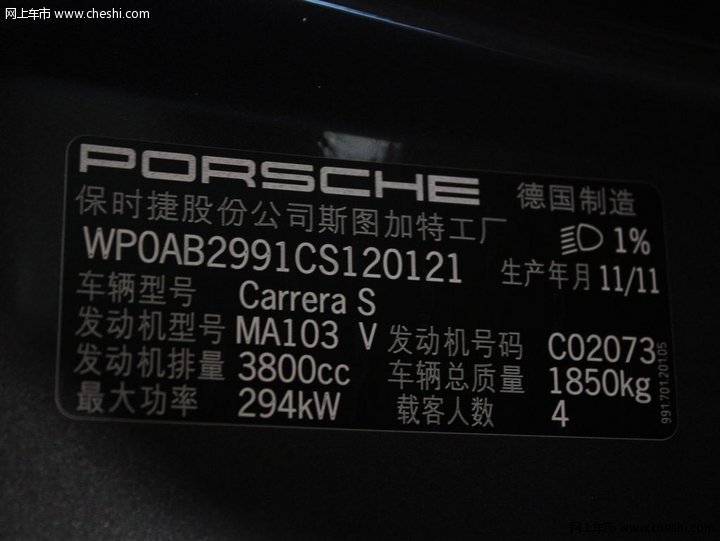 网上车市 www.cheshi.com
PORSCHE 德国制造
保时捷股份公司斯图加特工厂 1%
WP0AB2991CS120121 生产年月 11/11
车辆型号 Carrera S
发动机型号 MA103 V 发动机号码 C02073
发动机排量 3800cc 车辆总质量 1850kg
最大功率 294kW 载客人数 4
991.701.201.05
网上车市 www.cheshi.com